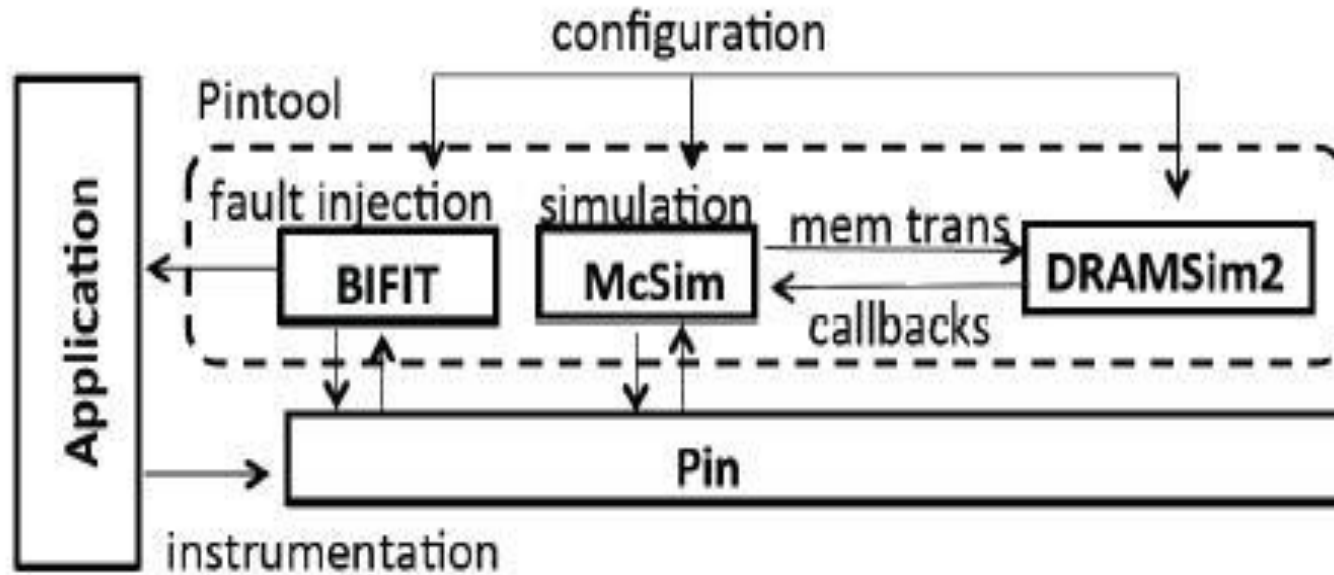 configuration
Pintool
Application
fault injection
simulation
mem trans
BIFIT
McSim
DRAMSim2
callbacks
Pin
instrumentation